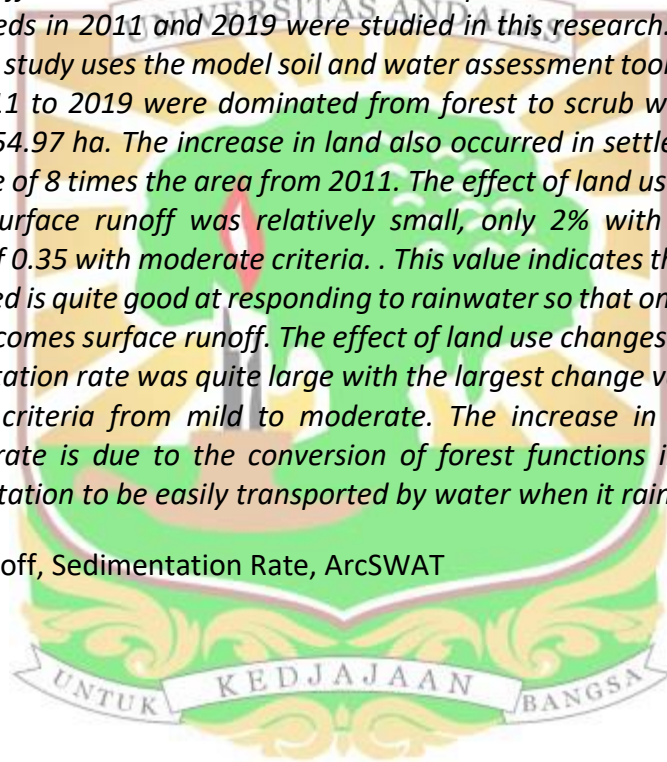 UNIVERSITAS ANDALAS
eds in 2011 and 2019 were studied in this research.
study uses the model soil and water assessment tool
11 to 2019 were dominated from forest to scrub w
54.97 ha. The increase in land also occurred in settle
e of 8 times the area from 2011. The effect of land us
urface runoff was relatively small, only 2% with
f 0.35 with moderate criteria. . This value indicates th
ed is quite good at responding to rainwater so that on
comes surface runoff. The effect of land use changes
tation rate was quite large with the largest change v
criteria from mild to moderate. The increase in
rate is due to the conversion of forest functions i
tation to be easily transported by water when it rain
off, Sedimentation Rate, ArcSWAT
UNTUK KEDJAJAAN BANGSA